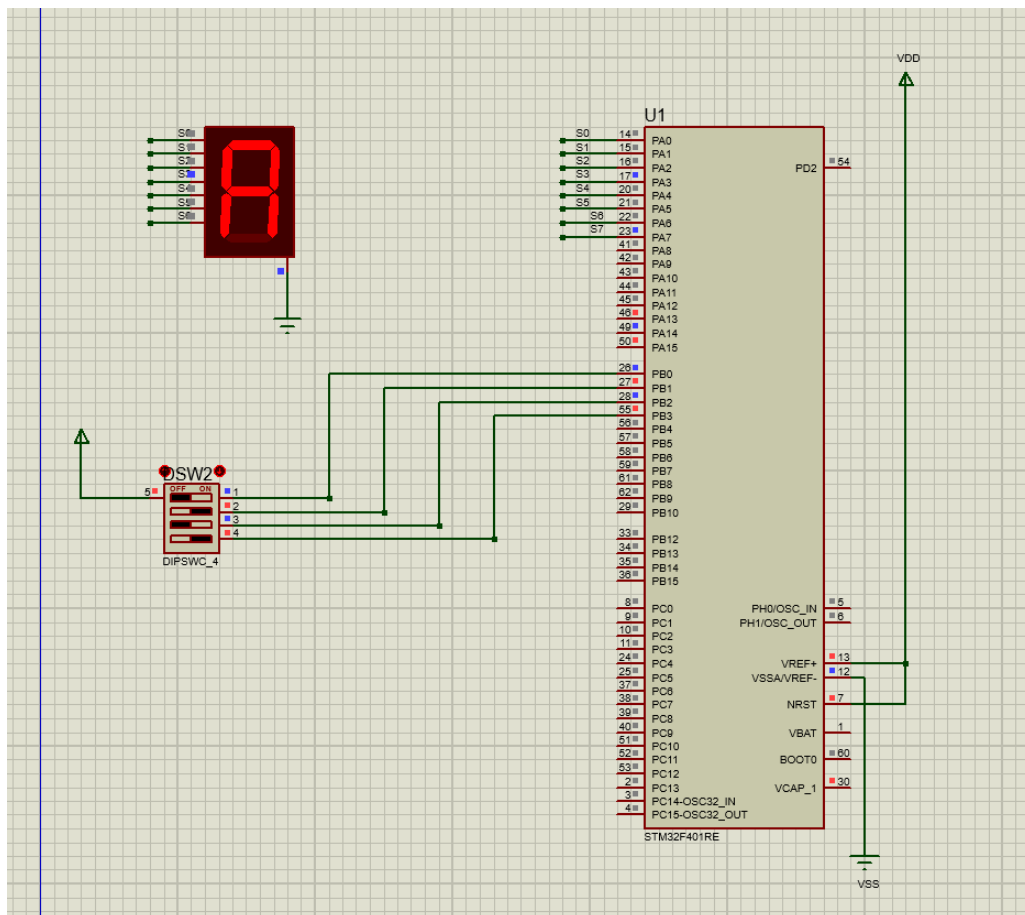 VDD
U1
S0
S1
S2
S3
S4
S5
S6
S0 14 PA0
S1 15 PA1
S2 16 PA2
S3 17 PA3
S4 20 PA4
S5 21 PA5
S6 22 PA6
S7 23 PA7
41 PA8
42 PA9
43 PA10
44 PA11
45 PA12
46 PA13
49 PA14
50 PA15
26 PB0
27 PB1
28 PB2
55 PB3
56 PB4
57 PB5
58 PB6
59 PB7
61 PB8
62 PB9
29 PB10
33 PB12
34 PB13
35 PB14
36 PB15
8 PC0
9 PC1
10 PC2
11 PC3
24 PC4
25 PC5
37 PC6
38 PC7
39 PC8
40 PC9
51 PC10
52 PC11
53 PC12
2 PC13
3 PC14-OSC32_IN
4 PC15-OSC32_OUT
PD2 54
PH0/OSC_IN 5
PH1/OSC_OUT 6
VREF+ 13
VSSA/VREF- 12
NRST 7
VBAT 1
BOOT0 60
VCAP_1 30
STM32F401RE
VSS
DSW2
OFF ON
5
1
2
3
4
DIPSWC_4
A